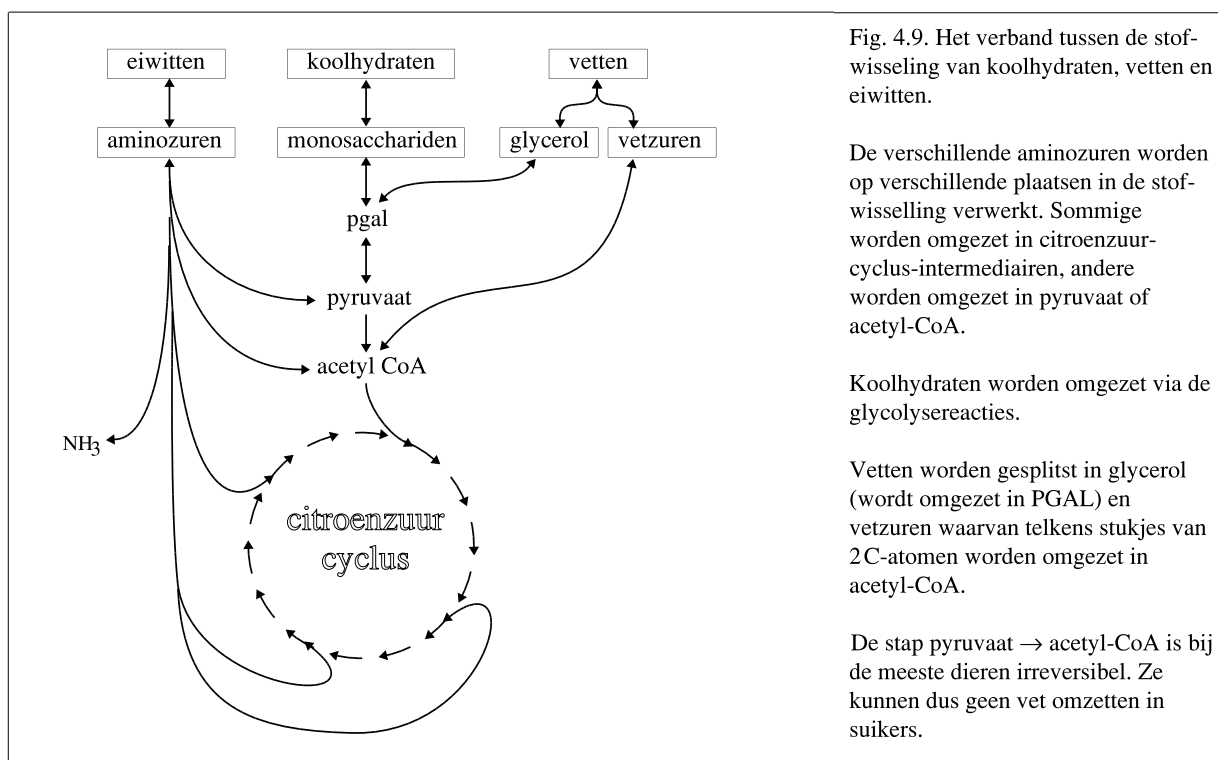 eiwitten
koolhydraten
vetten
aminozuren
monosacchariden
glycerol
vetzuren
pgal
pyruvaat
acetyl CoA
NH3
citroenzuur
cyclus
Fig. 4.9. Het verband tussen de stof-
wisseling van koolhydraten, vetten en
eiwitten.
De verschillende aminozuren worden
op verschillende plaatsen in de stof-
wisselling verwerkt. Sommige
worden omgezet in citroenzuur-
cyclus-intermediairen, andere
worden omgezet in pyruvaat of
acetyl-CoA.
Koolhydraten worden omgezet via de
glycolysereacties.
Vetten worden gesplitst in glycerol
(wordt omgezet in PGAL) en
vetzuren waarvan telkens stukjes van
2 C-atomen worden omgezet in
acetyl-CoA.
De stap pyruvaat → acetyl-CoA is bij
de meeste dieren irreversibel. Ze
kunnen dus geen vet omzetten in
suikers.